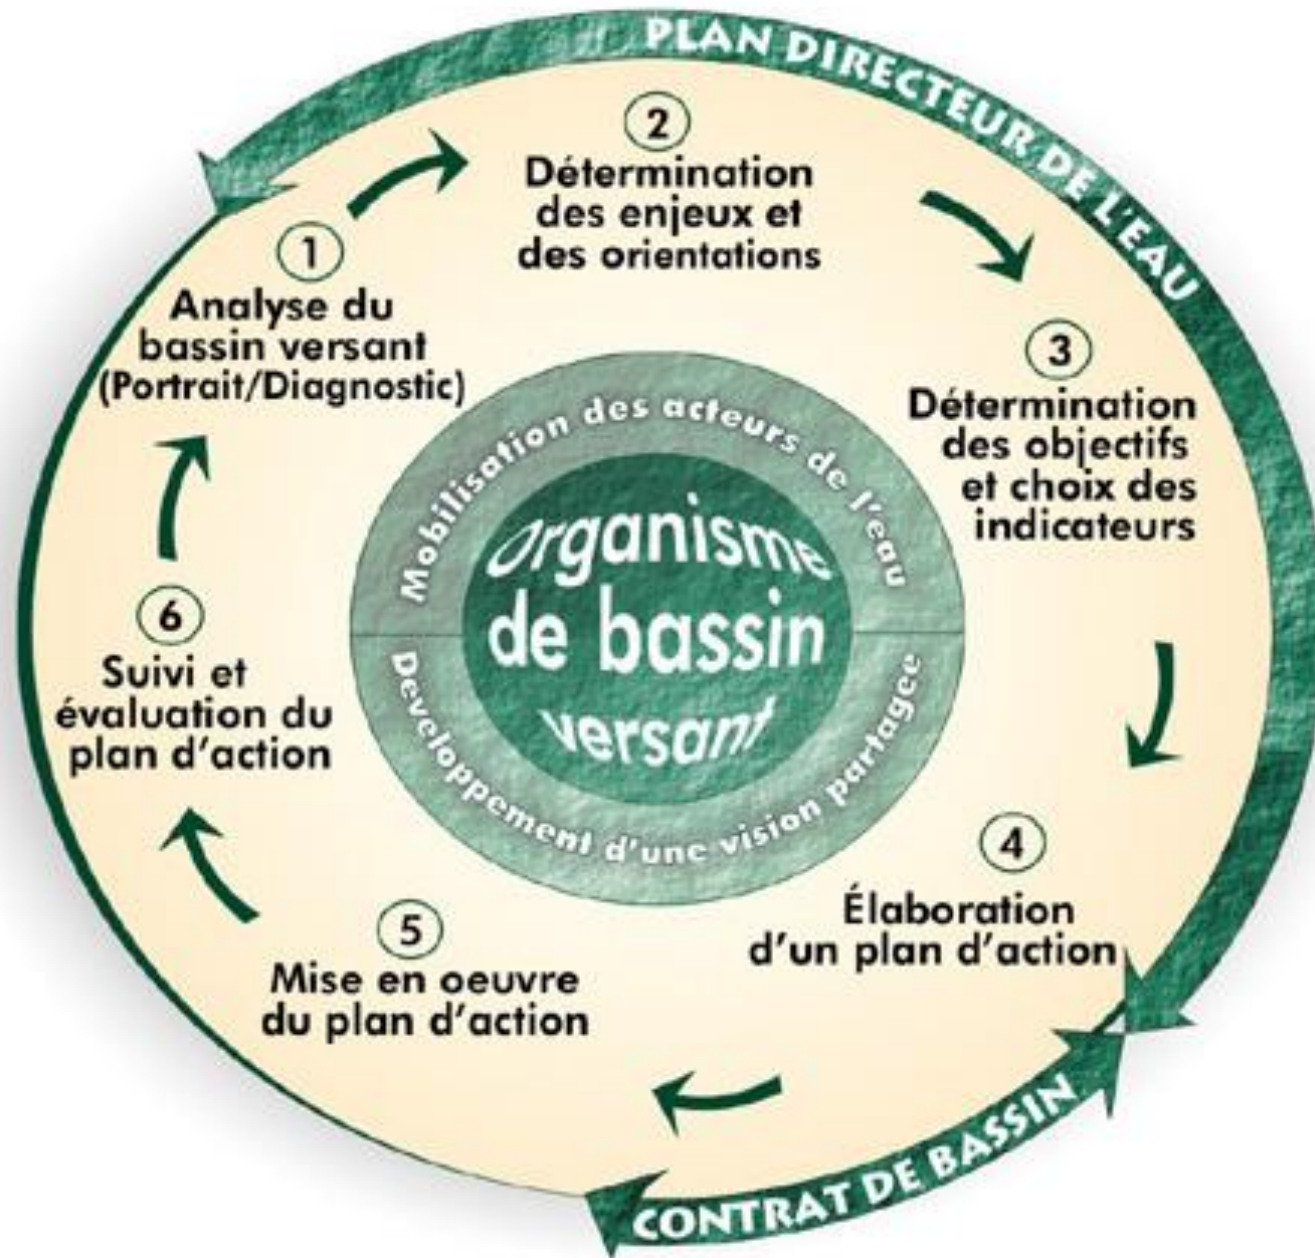 PLAN DIRECTEUR DE L'EAU
1
Analyse du
bassin versant
(Portrait/Diagnostic)
2
Détermination
des enjeux et
des orientations
3
Détermination
des objectifs
et choix des
indicateurs
4
Élaboration
d'un plan d'action
5
Mise en oeuvre
du plan d'action
6
Suivi et
évaluation du
plan d'action
Mobilisation des acteurs de l'eau
Organisme
de bassin
versant
Developpement d'une vision partagee
CONTRAT DE BASSIN